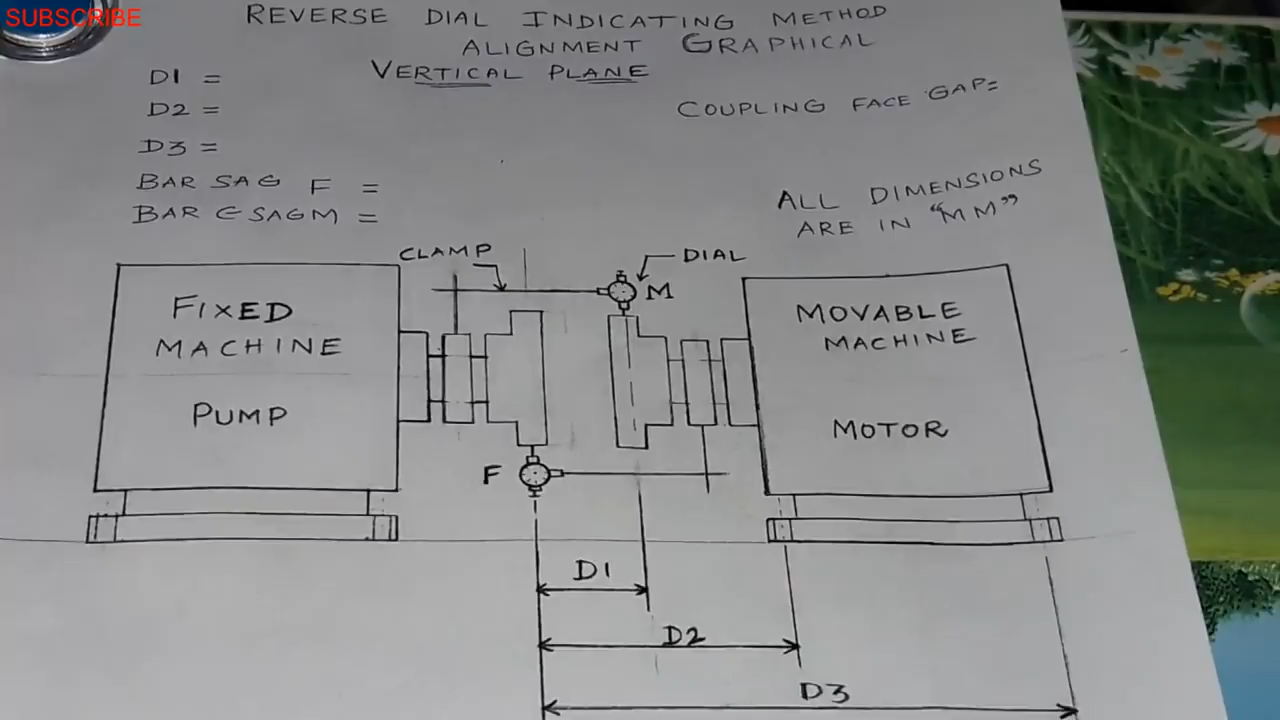 SUBSCRIBE
REVERSE DIAL INDICATING METHOD
ALIGNMENT GRAPHICAL
VERTICAL PLANE
D1 =
D2 =
COUPLING FACE GAP=
D3 =
BAR SAG F =
BAR SAGM =
ALL DIMENSIONS
ARE IN "MM"
CLAMP
DIAL
M
FIXED
MACHINE
PUMP
MOVABLE
MACHINE
MOTOR
F
D1
D2
D3